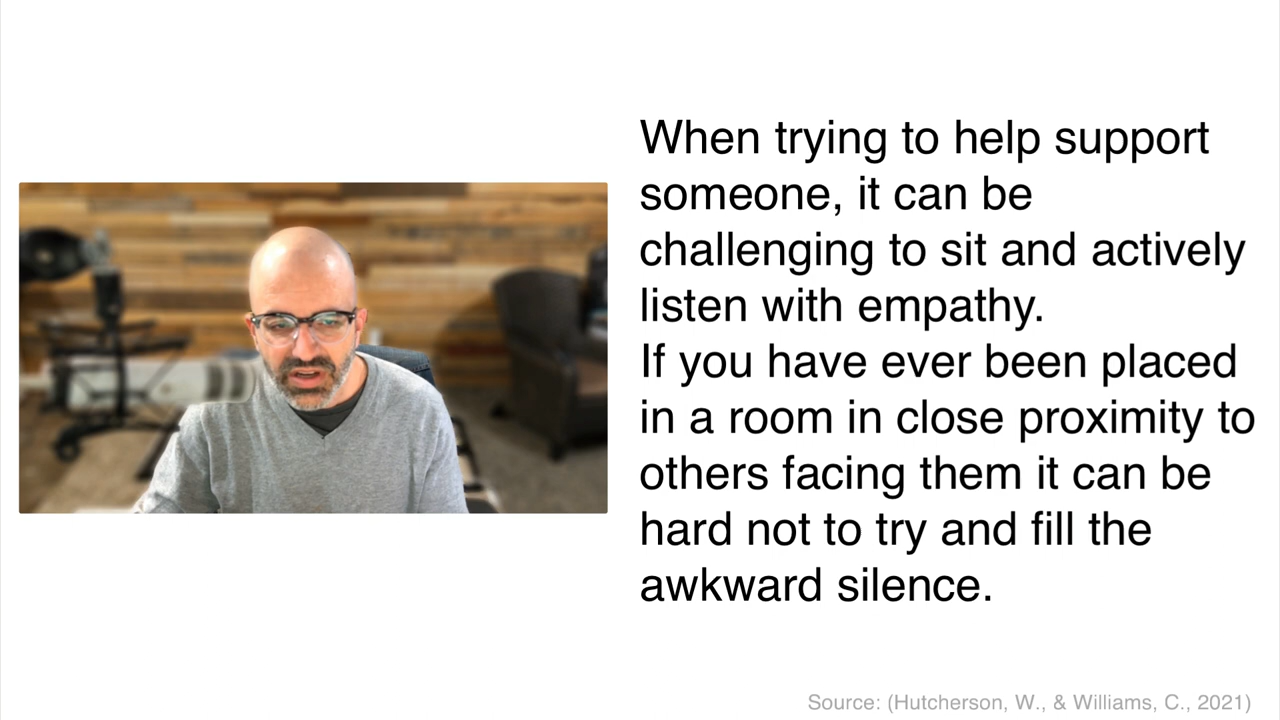 When trying to help support
someone, it can be
challenging to sit and actively
listen with empathy.
If you have ever been placed
in a room in close proximity to
others facing them it can be
hard not to try and fill the
awkward silence.
Source: (Hutcherson, W., & Williams, C., 2021)